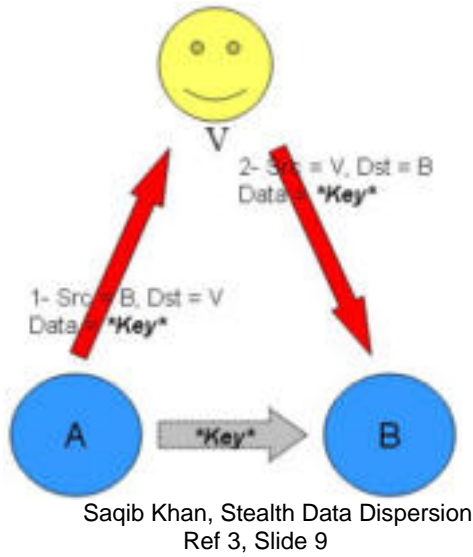 V
2- Src = V, Dst = B
Data = *Key*
1- Src = B, Dst = V
Data = *Key*
A
*Key*
B
Saqib Khan, Stealth Data Dispersion
Ref 3, Slide 9